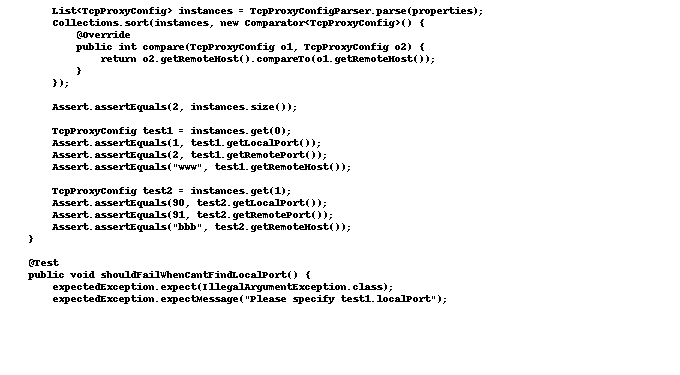 List<TcpProxyConfig> instances = TcpProxyConfigParser.parse(properties);
Collections.sort(instances, new Comparator<TcpProxyConfig>() {
@Override
public int compare(TcpProxyConfig o1, TcpProxyConfig o2) {
return o2.getRemoteHost().compareTo(o1.getRemoteHost());
}
});
Assert.assertEquals(2, instances.size());
TcpProxyConfig test1 = instances.get(0);
Assert.assertEquals(1, test1.getLocalPort());
Assert.assertEquals(2, test1.getRemotePort());
Assert.assertEquals("www", test1.getRemoteHost());
TcpProxyConfig test2 = instances.get(1);
Assert.assertEquals(90, test2.getLocalPort());
Assert.assertEquals(91, test2.getRemotePort());
Assert.assertEquals("bbb", test2.getRemoteHost());
}
@Test
public void shouldFailWhenCantFindLocalPort() {
expectedException.expect(IllegalArgumentException.class);
expectedException.expectMessage("Please specify test1.localPort");